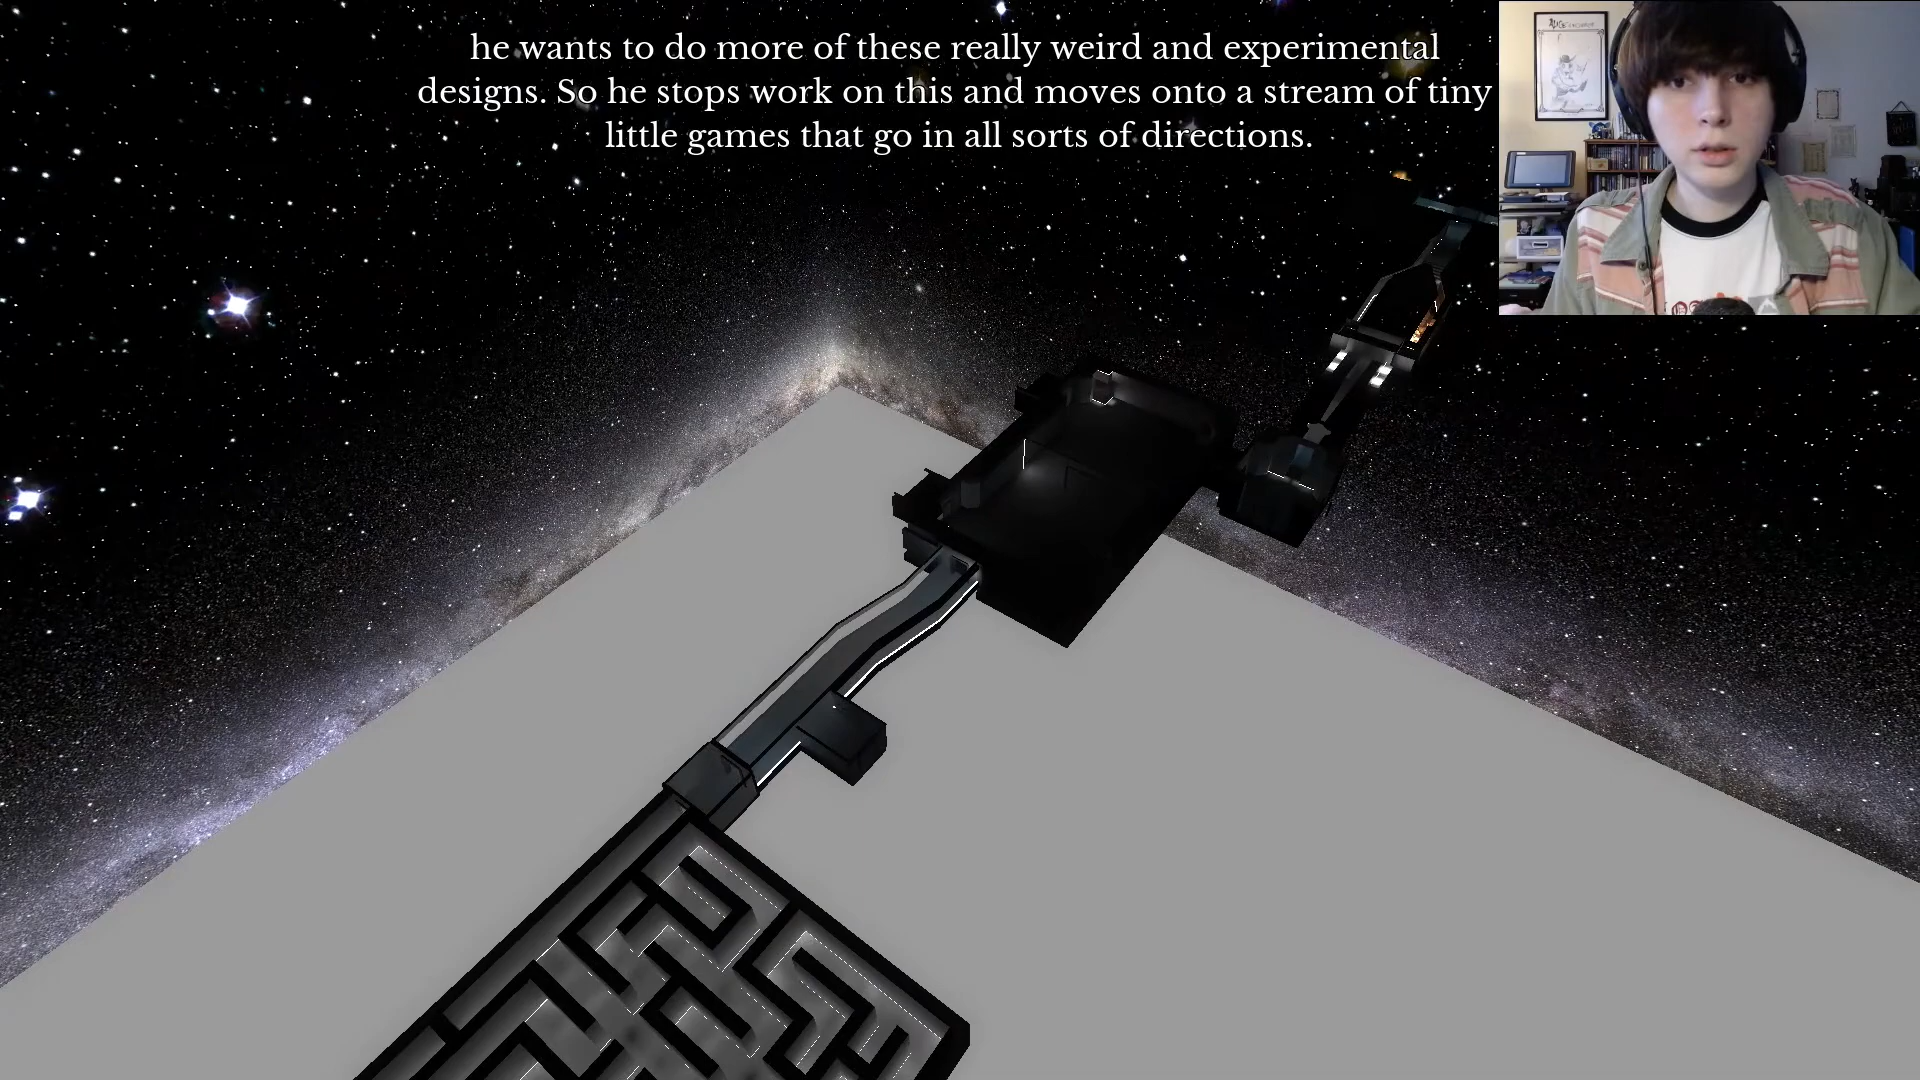 he wants to do more of these really weird and experimental
designs. So he stops work on this and moves onto a stream of tiny
little games that go in all sorts of directions.